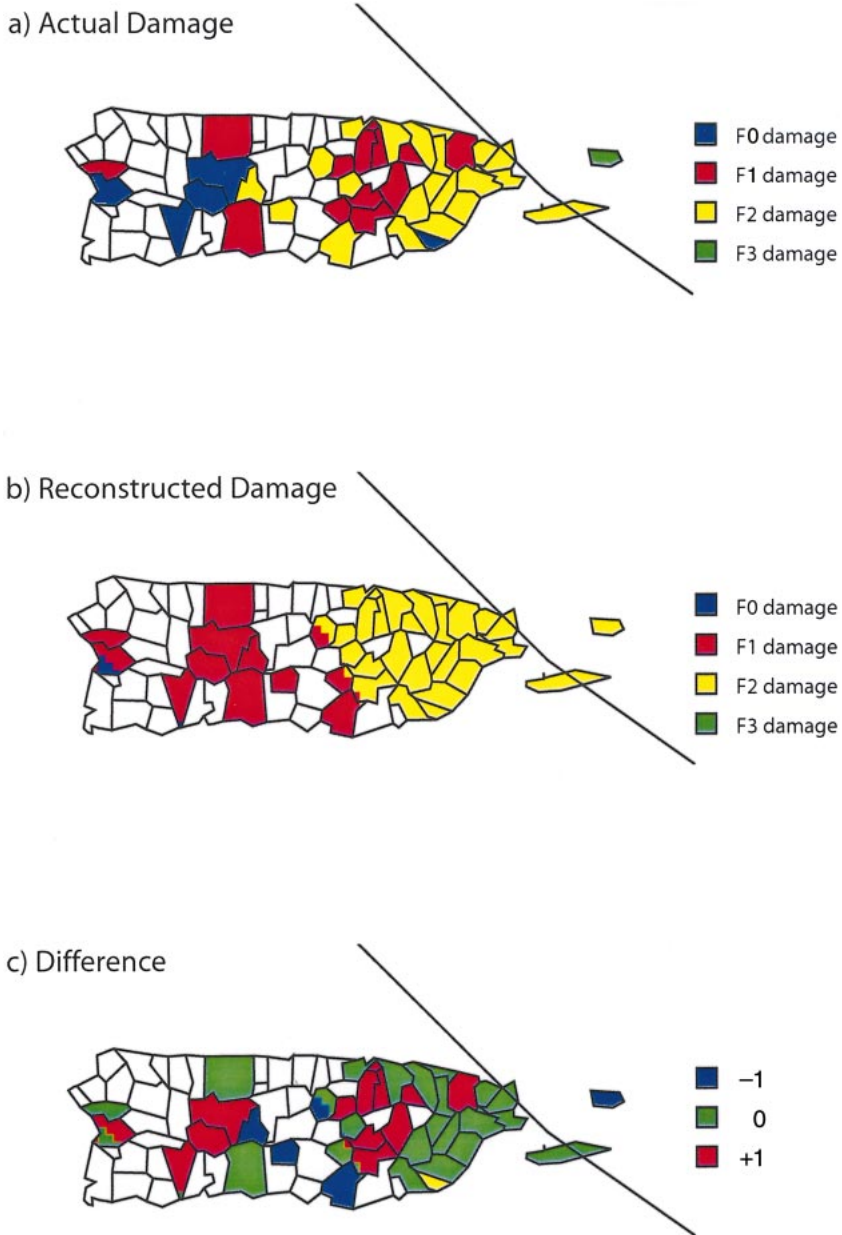 a) Actual Damage
F0 damage
F1 damage
F2 damage
F3 damage
b) Reconstructed Damage
F0 damage
F1 damage
F2 damage
F3 damage
c) Difference
–1
0
+1